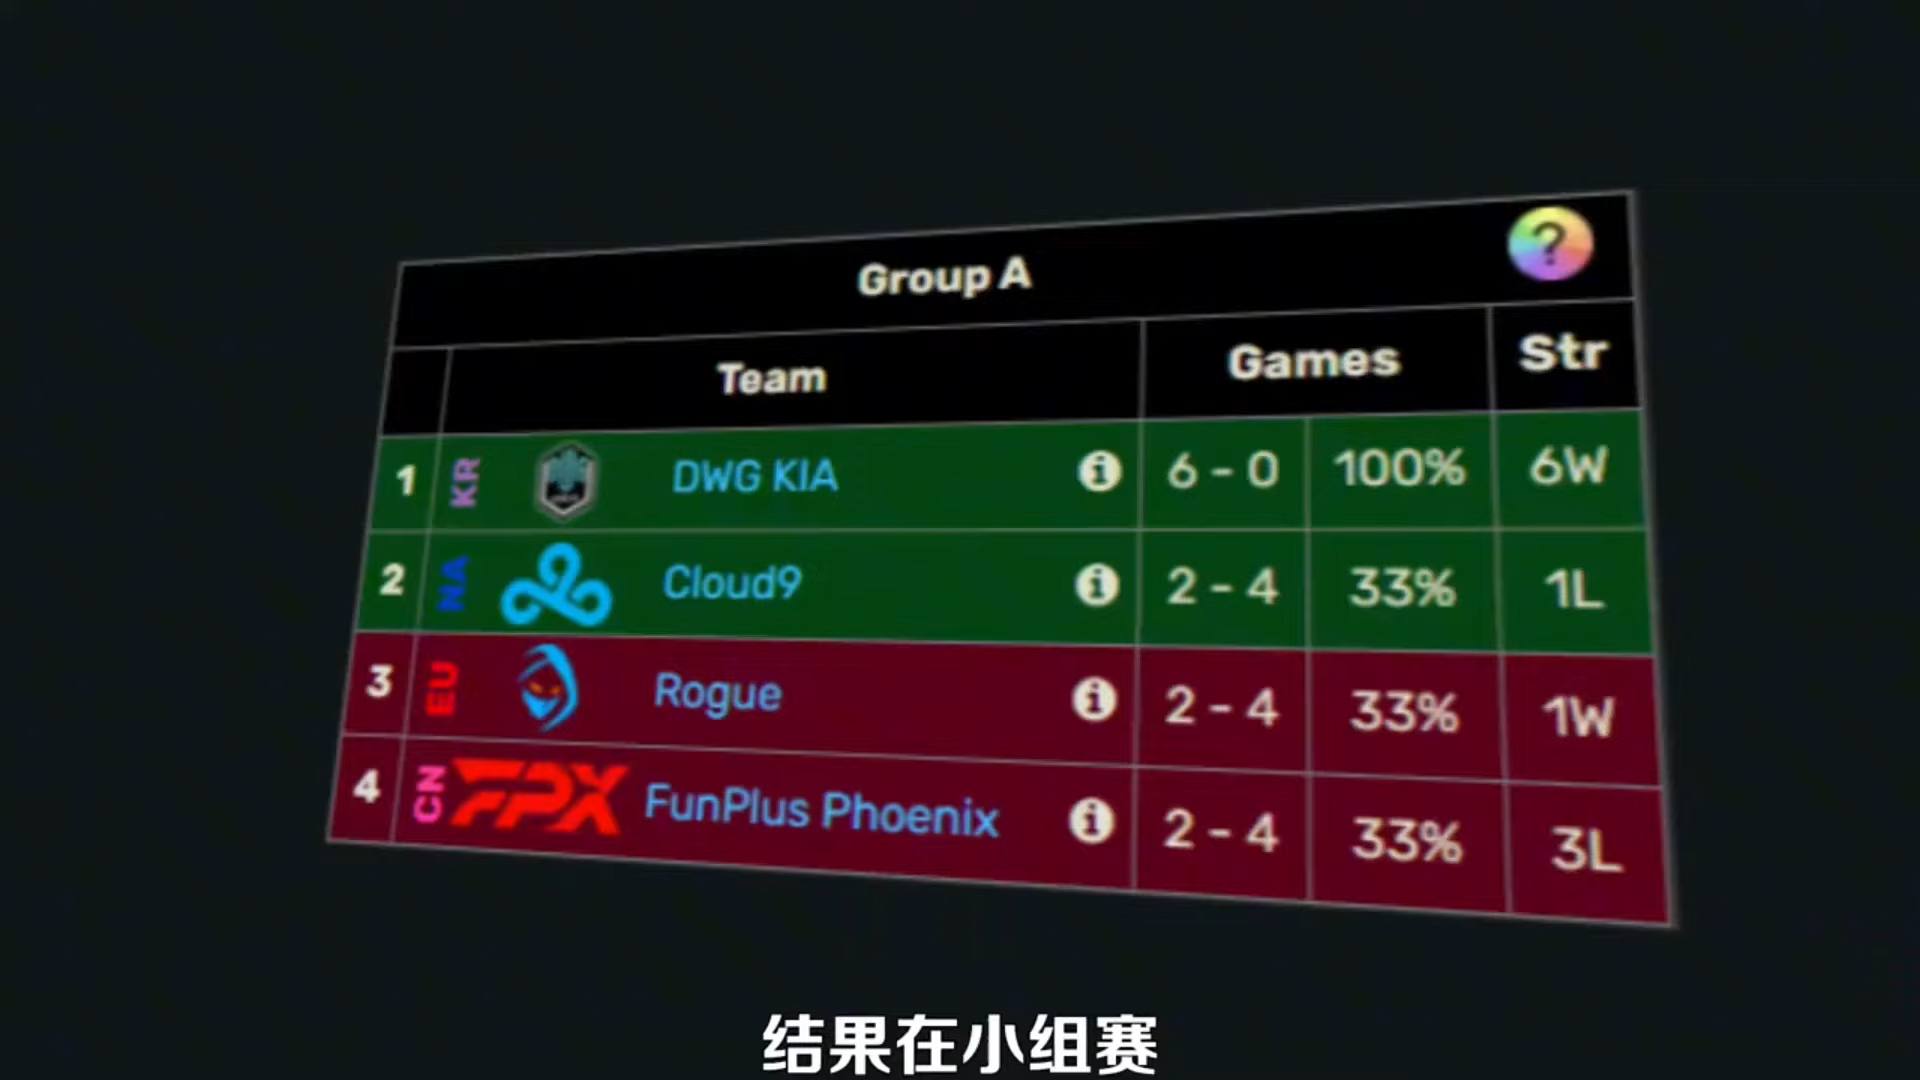 Group A ?
Team Games Str
1 KR DWG KIA i 6 - 0 100% 6W
2 NA Cloud9 i 2 - 4 33% 1L
3 EU Rogue i 2 - 4 33% 1W
4 CN FPX FunPlus Phoenix i 2 - 4 33% 3L
结果在小组赛